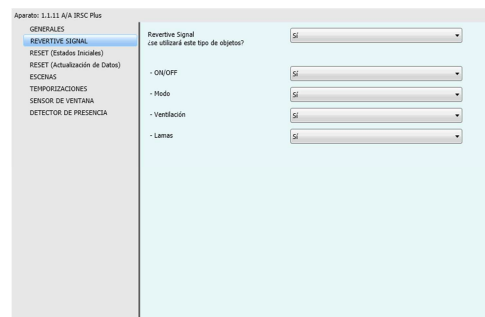 Aparato: 1.1.11 A/A IRSC Plus
GENERALES
REVERTIVE SIGNAL
RESET (Estados Iniciales)
RESET (Actualización de Datos)
ESCENAS
TEMPORIZACIONES
SENSOR DE VENTANA
DETECTOR DE PRESENCIA
Revertive Signal
¿se utilizará este tipo de objetos?
Sí
- ON/OFF
Sí
- Modo
Sí
- Ventilación
Sí
- Lamas
Sí